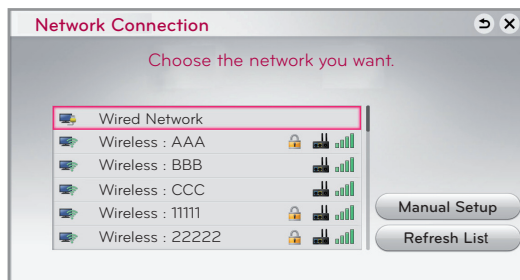 Network Connection
Choose the network you want.
Wired Network
Wireless : AAA
Wireless : BBB
Wireless : CCC
Wireless : 11111
Wireless : 22222
Manual Setup
Refresh List